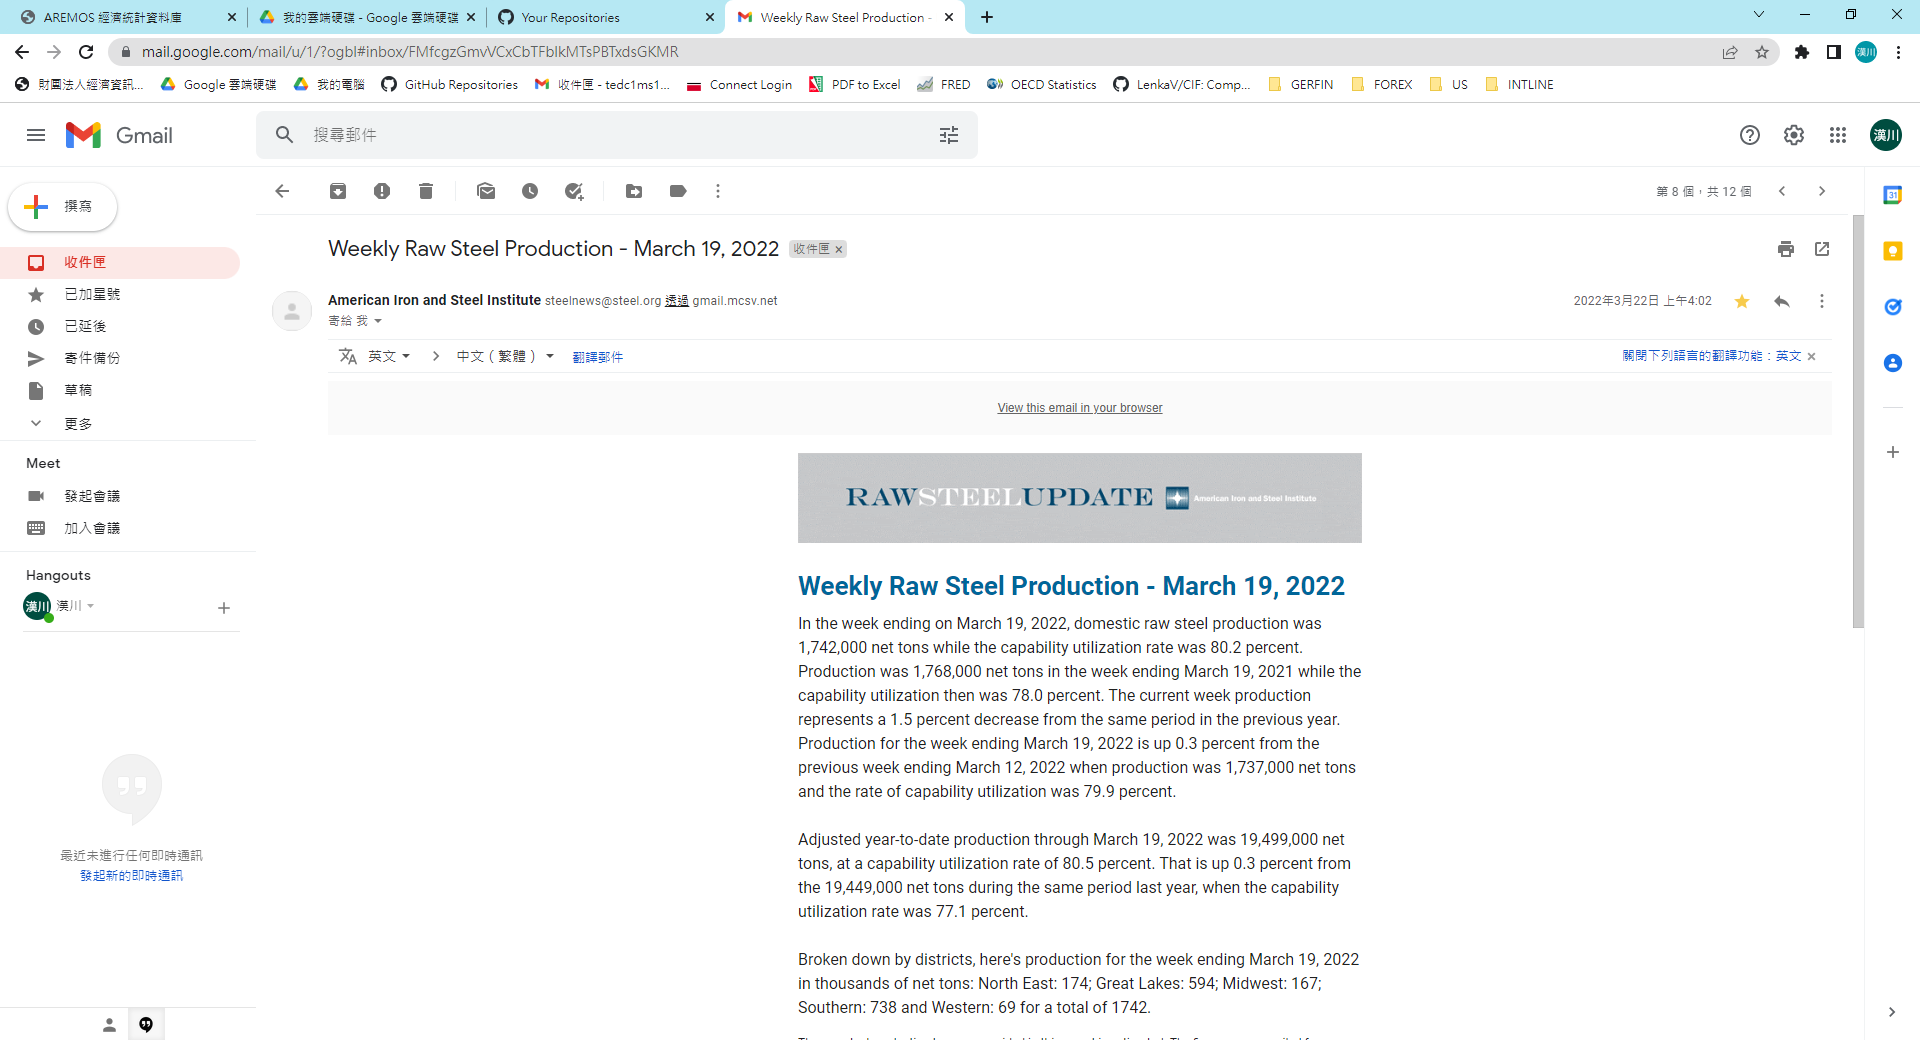 AREMOS 經濟統計資料庫
我的雲端硬碟 - Google 雲端硬碟
Your Repositories
Weekly Raw Steel Production -
mail.google.com/mail/u/1/?ogbl#inbox/FMfcgzGmvVCxCbTFblkMTsPBTxdsGKMR
漢川
財團法人經濟資訊...
Google 雲端硬碟
我的電腦
GitHub Repositories
收件匣 - tedc1ms1...
Connect Login
PDF to Excel
FRED
OECD Statistics
LenkaV/CIF: Comp...
GERFIN
FOREX
US
INTLINE
Gmail
搜尋郵件
漢川
撰寫
第 8 個，共 12 個
31
收件匣
已加星號
已延後
寄件備份
草稿
更多
Meet
發起會議
加入會議
Hangouts
漢川 漢川
最近未進行任何即時通訊
發起新的即時通訊
Weekly Raw Steel Production - March 19, 2022
收件匣
American Iron and Steel Institute steelnews@steel.org 透過 gmail.mcsv.net
2022年3月22日 上午4:02
寄給 我
英文 中文（繁體） 翻譯郵件
關閉下列語言的翻譯功能：英文
View this email in your browser
RAWSTEELUPDATE American Iron and Steel Institute
Weekly Raw Steel Production - March 19, 2022
In the week ending on March 19, 2022, domestic raw steel production was
1,742,000 net tons while the capability utilization rate was 80.2 percent.
Production was 1,768,000 net tons in the week ending March 19, 2021 while the
capability utilization then was 78.0 percent. The current week production
represents a 1.5 percent decrease from the same period in the previous year.
Production for the week ending March 19, 2022 is up 0.3 percent from the
previous week ending March 12, 2022 when production was 1,737,000 net tons
and the rate of capability utilization was 79.9 percent.
Adjusted year-to-date production through March 19, 2022 was 19,499,000 net
tons, at a capability utilization rate of 80.5 percent. That is up 0.3 percent from
the 19,449,000 net tons during the same period last year, when the capability
utilization rate was 77.1 percent.
Broken down by districts, here's production for the week ending March 19, 2022
in thousands of net tons: North East: 174; Great Lakes: 594; Midwest: 167;
Southern: 738 and Western: 69 for a total of 1742.